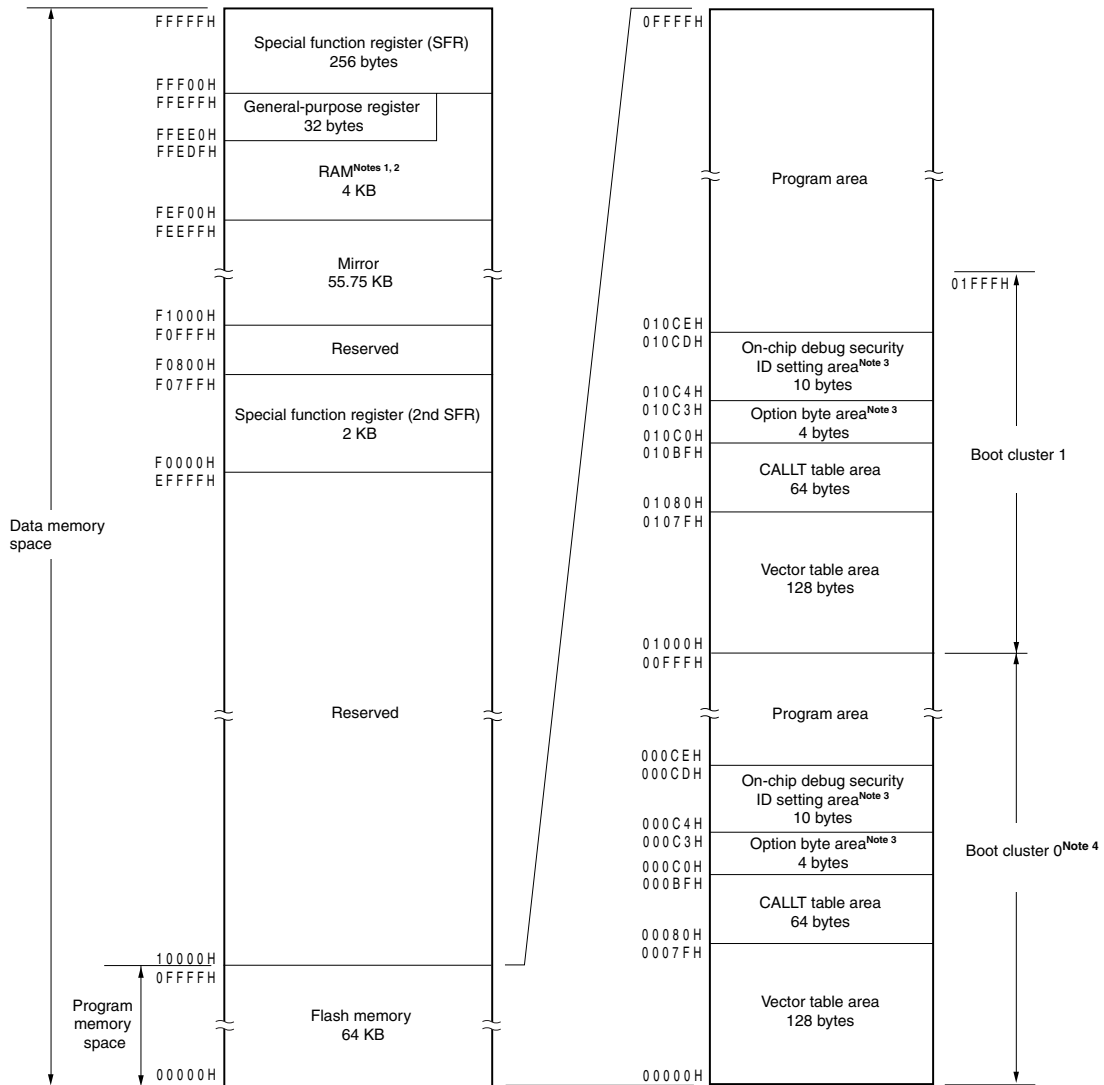 FFFFFH
Special function register (SFR)
256 bytes
FFF00H
FFEFFH
General-purpose register
32 bytes
FFEE0H
FFEDFH
RAMNotes 1, 2
4 KB
FEF00H
FEEFFH
Mirror
55.75 KB
F1000H
F0FFFH
Reserved
F0800H
F07FFH
Special function register (2nd SFR)
2 KB
F0000H
EFFFFH
Data memory
space
Reserved
10000H
0FFFFH
Program
memory
space
Flash memory
64 KB
00000H
0FFFFH
Program area
01FFFH
010CEH
010CDH
On-chip debug security
ID setting areaNote 3
10 bytes
010C4H
010C3H
Option byte areaNote 3
4 bytes
010C0H
010BFH
Boot cluster 1
CALLT table area
64 bytes
01080H
0107FH
Vector table area
128 bytes
01000H
00FFFH
Program area
000CEH
000CDH
On-chip debug security
ID setting areaNote 3
10 bytes
000C4H
000C3H
Option byte areaNote 3
4 bytes
Boot cluster 0Note 4
000C0H
000BFH
CALLT table area
64 bytes
00080H
0007FH
Vector table area
128 bytes
00000H